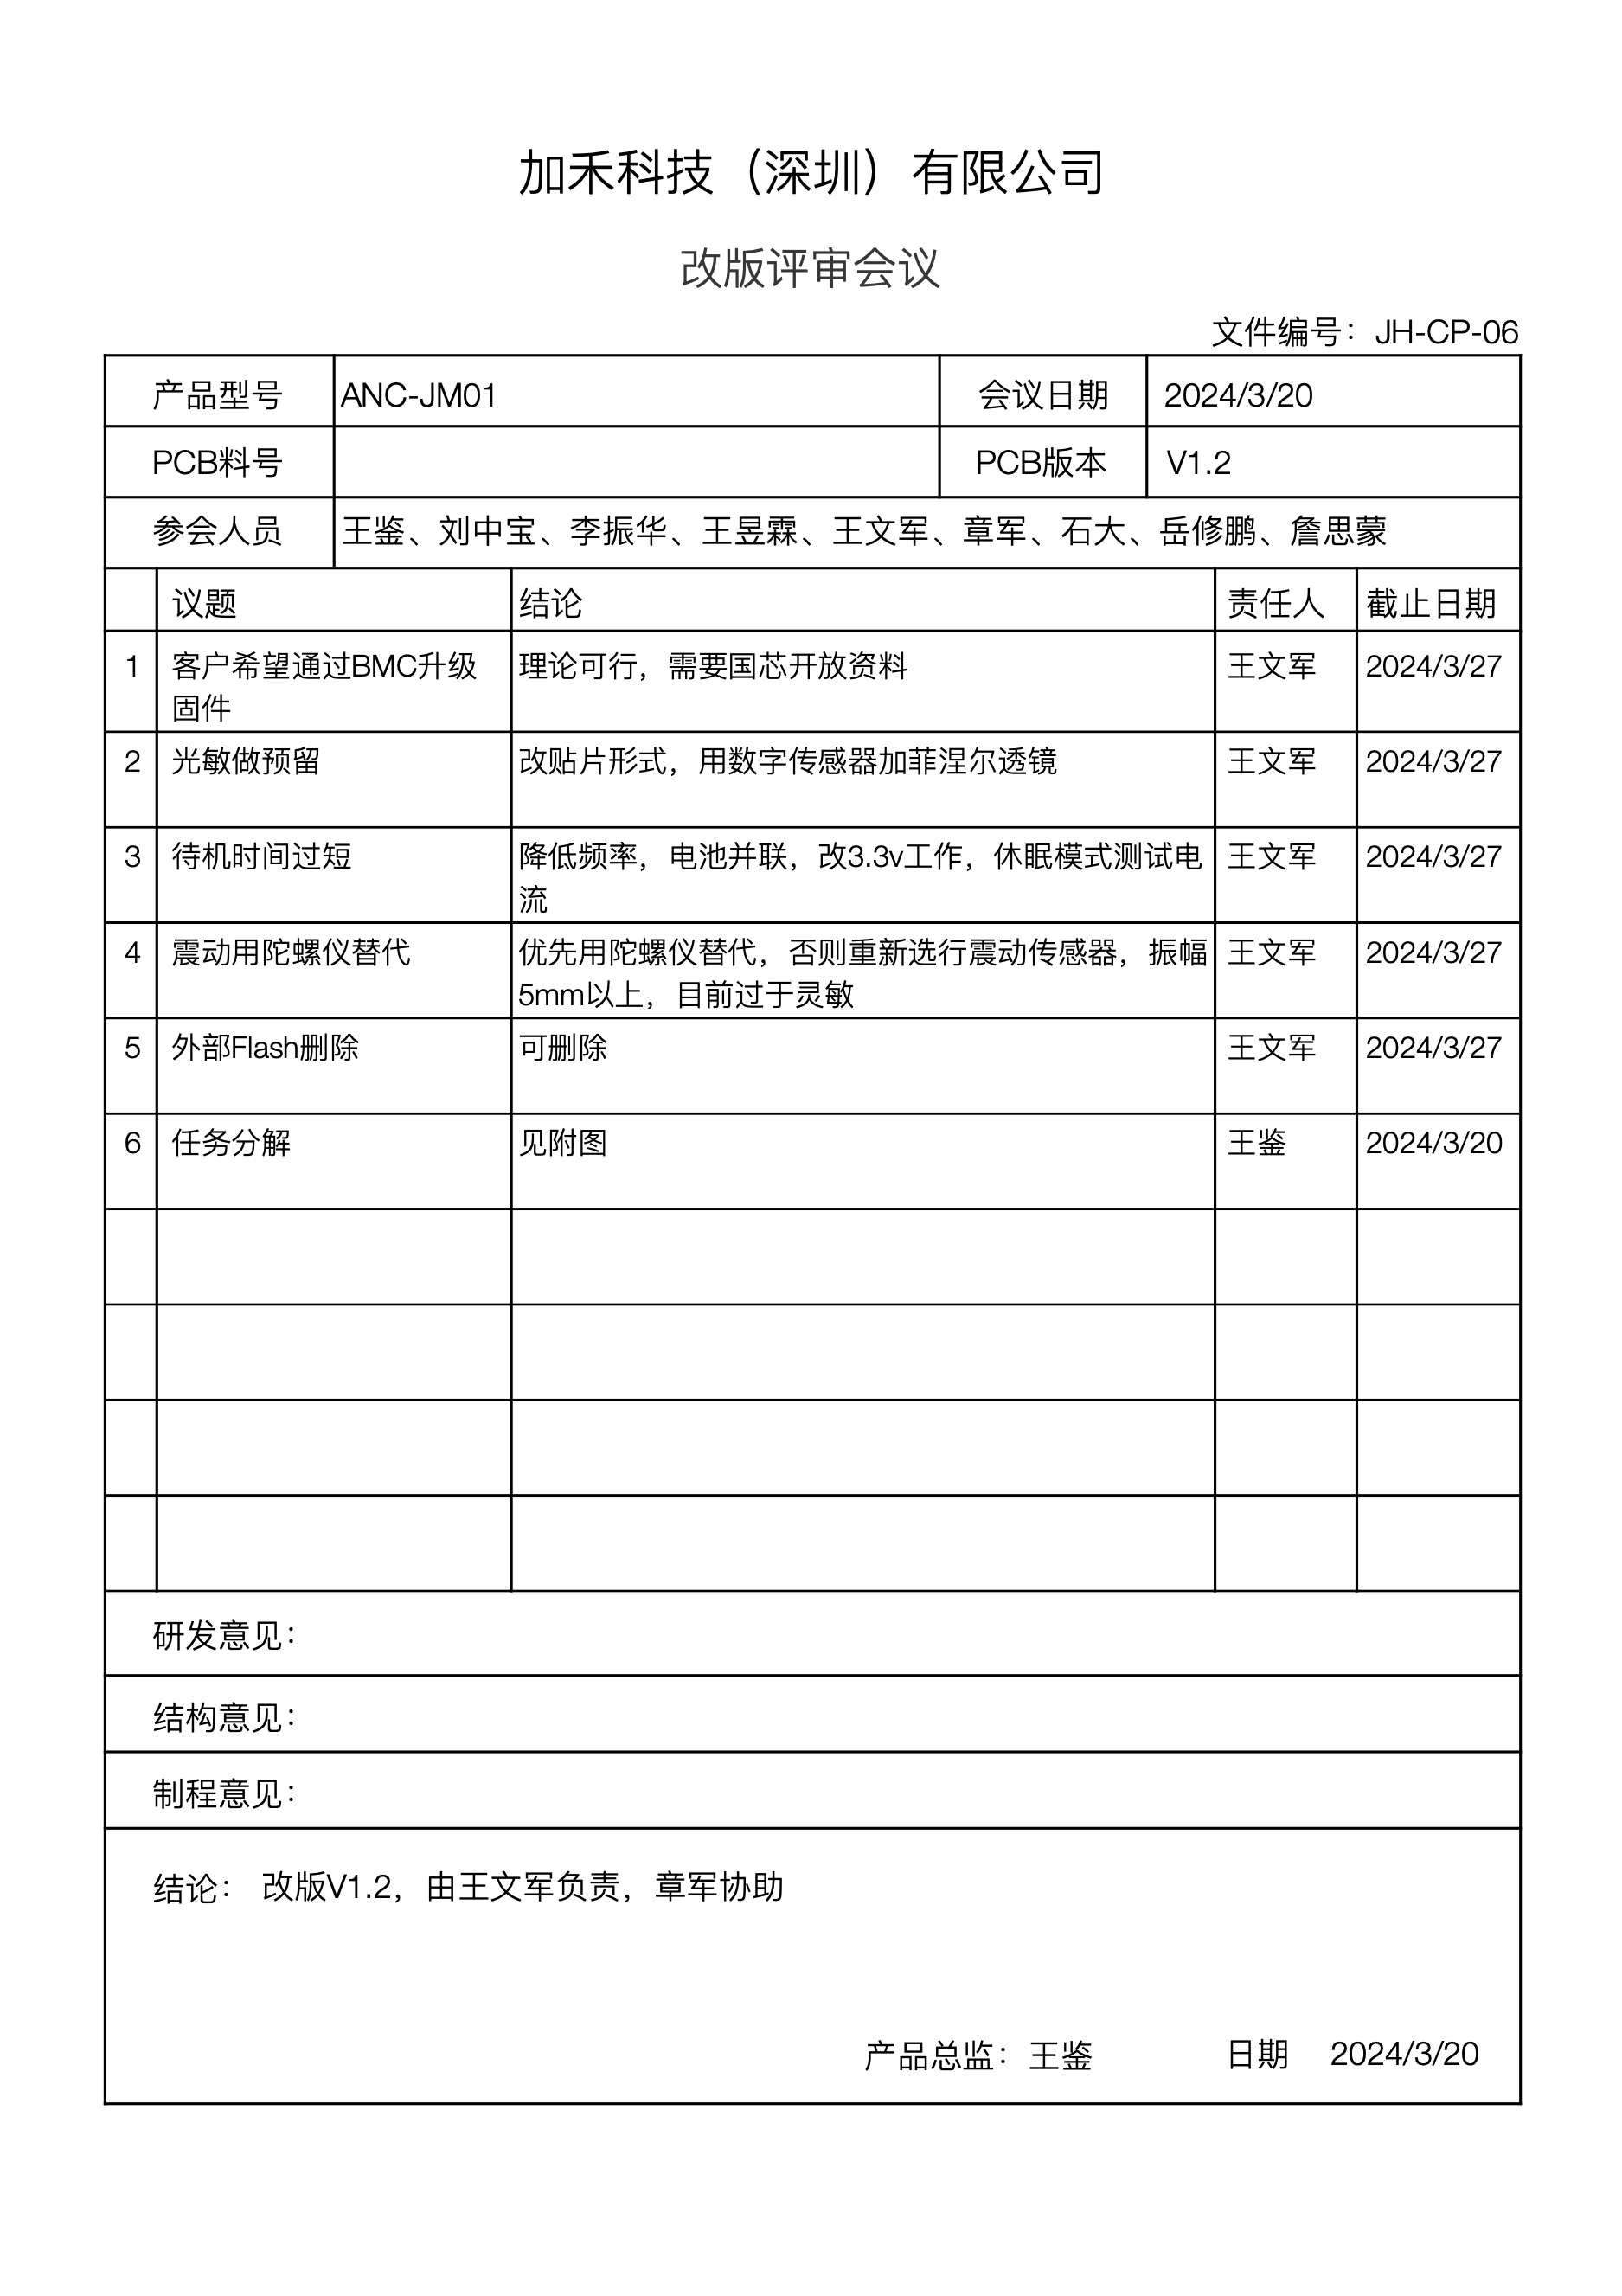 加禾科技（深圳）有限公司
改版评审会议
文件编号：JH-CP-06
产品型号 ANC-JM01 会议日期 2024/3/20
PCB料号 PCB版本 V1.2
参会人员 王鉴、刘中宝、李振华、王昱霖、王文军、章军、石大、岳修鹏、詹思蒙
议题 结论 责任人 截止日期
1 客户希望通过BMC升级 理论可行，需要国芯开放资料 王文军 2024/3/27
固件
2 光敏做预留 改贴片形式，用数字传感器加菲涅尔透镜 王文军 2024/3/27
3 待机时间过短 降低频率，电池并联，改3.3v工作，休眠模式测试电 王文军 2024/3/27
流
4 震动用陀螺仪替代 优先用陀螺仪替代，否则重新选行震动传感器，振幅 王文军 2024/3/27
5mm以上，目前过于灵敏
5 外部Flash删除 可删除 王文军 2024/3/27
6 任务分解 见附图 王鉴 2024/3/20
研发意见：
结构意见：
制程意见：
结论： 改版V1.2，由王文军负责，章军协助
产品总监：王鉴 日期 2024/3/20